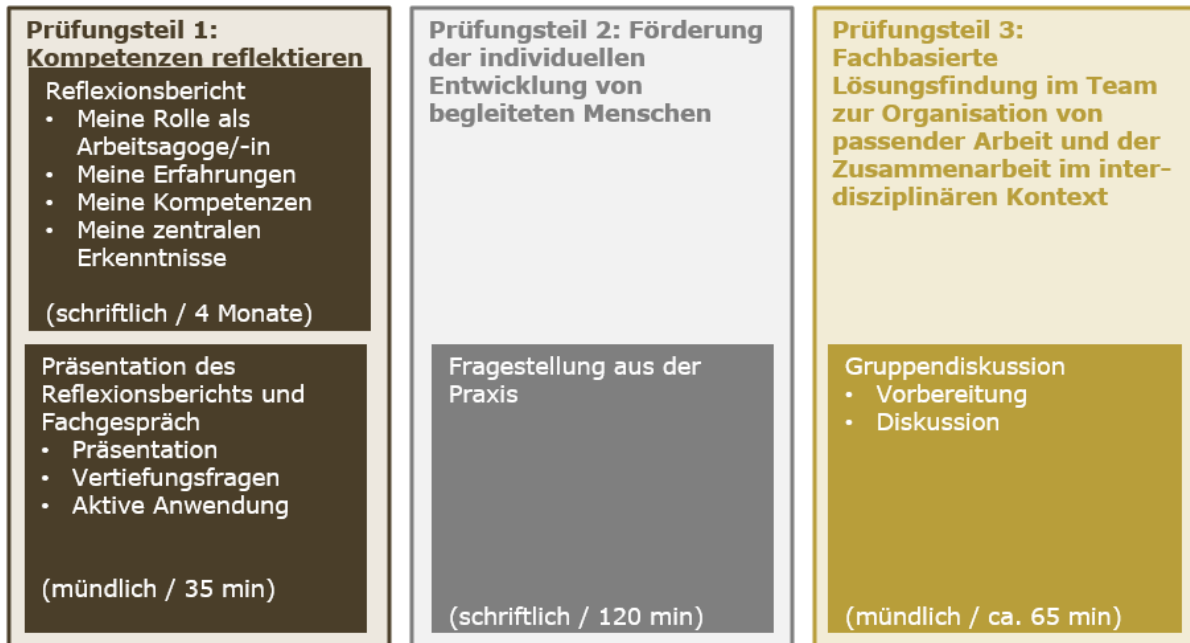 Prüfungsteil 1:
Kompetenzen reflektieren
Reflexionsbericht
• Meine Rolle als
Arbeitsagoge/-in
• Meine Erfahrungen
• Meine Kompetenzen
• Meine zentralen
Erkenntnisse
(schriftlich / 4 Monate)
Präsentation des
Reflexionsberichts und
Fachgespräch
• Präsentation
• Vertiefungsfragen
• Aktive Anwendung
(mündlich / 35 min)
Prüfungsteil 2: Förderung
der individuellen
Entwicklung von
begleiteten Menschen
Fragestellung aus der
Praxis
(schriftlich / 120 min)
Prüfungsteil 3:
Fachbasierte
Lösungsfindung im Team
zur Organisation von
passender Arbeit und der
Zusammenarbeit im inter-
disziplinären Kontext
Gruppendiskussion
• Vorbereitung
• Diskussion
(mündlich / ca. 65 min)